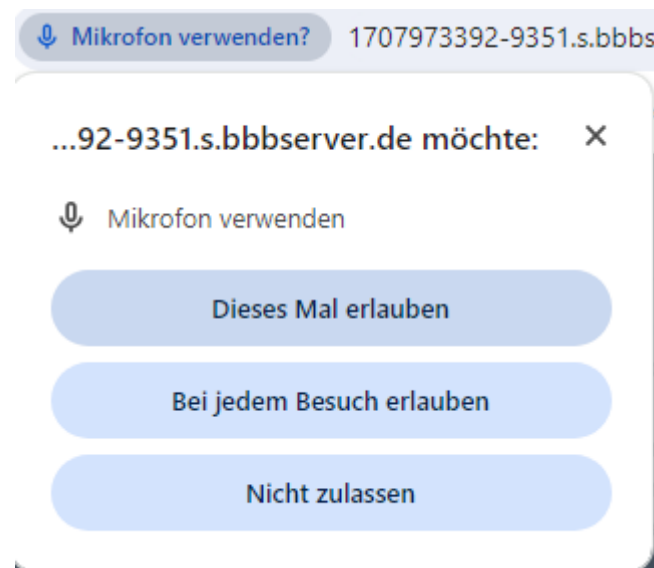 Mikrofon verwenden? 1707973392-9351.s.bbbs
...92-9351.s.bbbserver.de möchte:
Mikrofon verwenden
Dieses Mal erlauben
Bei jedem Besuch erlauben
Nicht zulassen